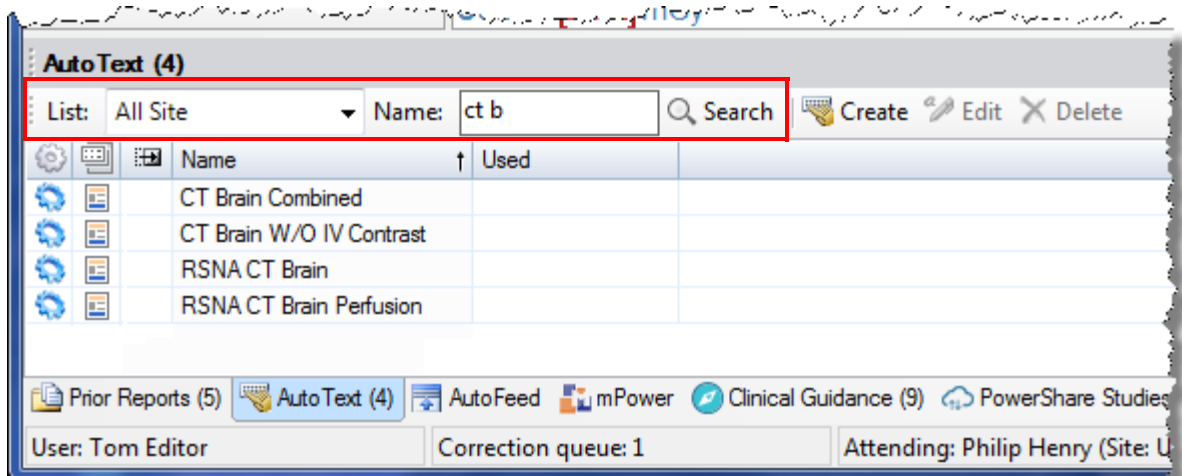 AutoText (4)
List: All Site Name: ct b Search Create Edit Delete
Name Used
CT Brain Combined
CT Brain W/O IV Contrast
RSNA CT Brain
RSNA CT Brain Perfusion
Prior Reports (5) AutoText (4) AutoFeed mPower Clinical Guidance (9) PowerShare Studies
User: Tom Editor Correction queue: 1 Attending: Philip Henry (Site: U